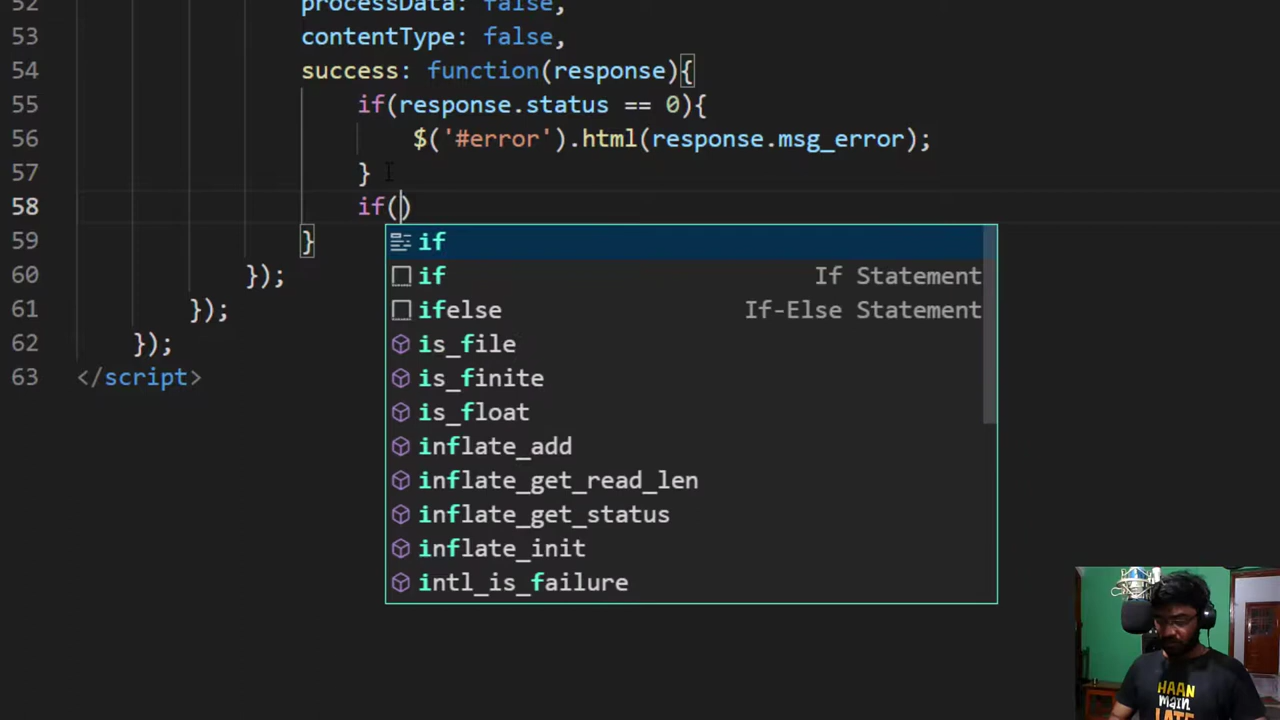 52 processData: false,
53 contentType: false,
54 success: function(response){
55 if(response.status == 0){
56 $('#error').html(response.msg_error);
57 }
58 if()
59 }
60 });
61 });
62 });
63 </script>
if
if If Statement
ifelse If-Else Statement
is_file
is_finite
is_float
inflate_add
inflate_get_read_len
inflate_get_status
inflate_init
intl_is_failure
HAAN
main
LATE